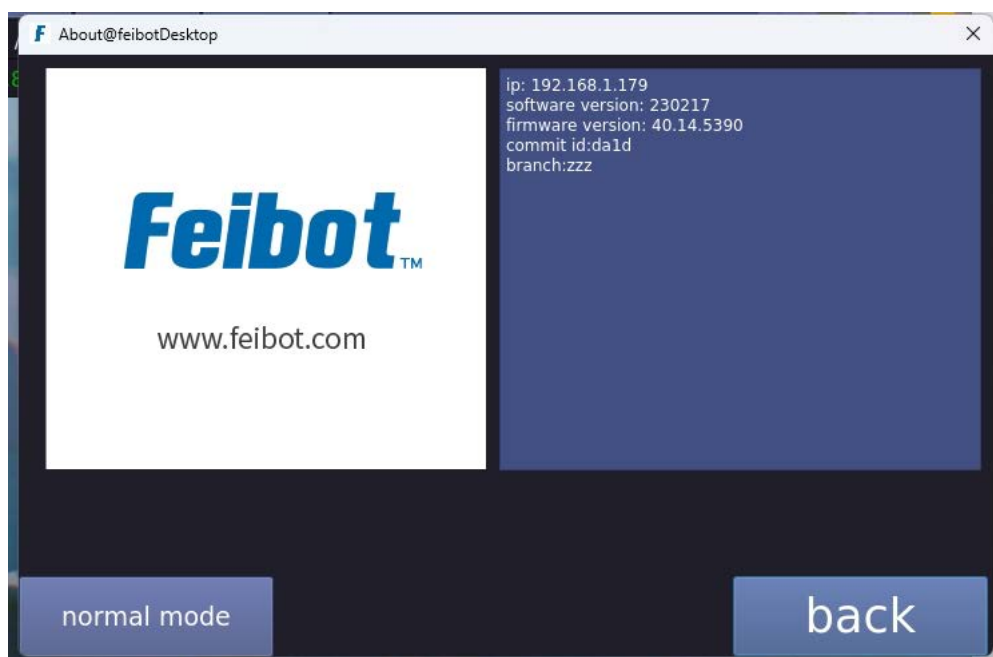 About@feibotDesktop
Feibot™
www.feibot.com
ip: 192.168.1.179
software version: 230217
firmware version: 40.14.5390
commit id:da1d
branch:zzz
normal mode
back